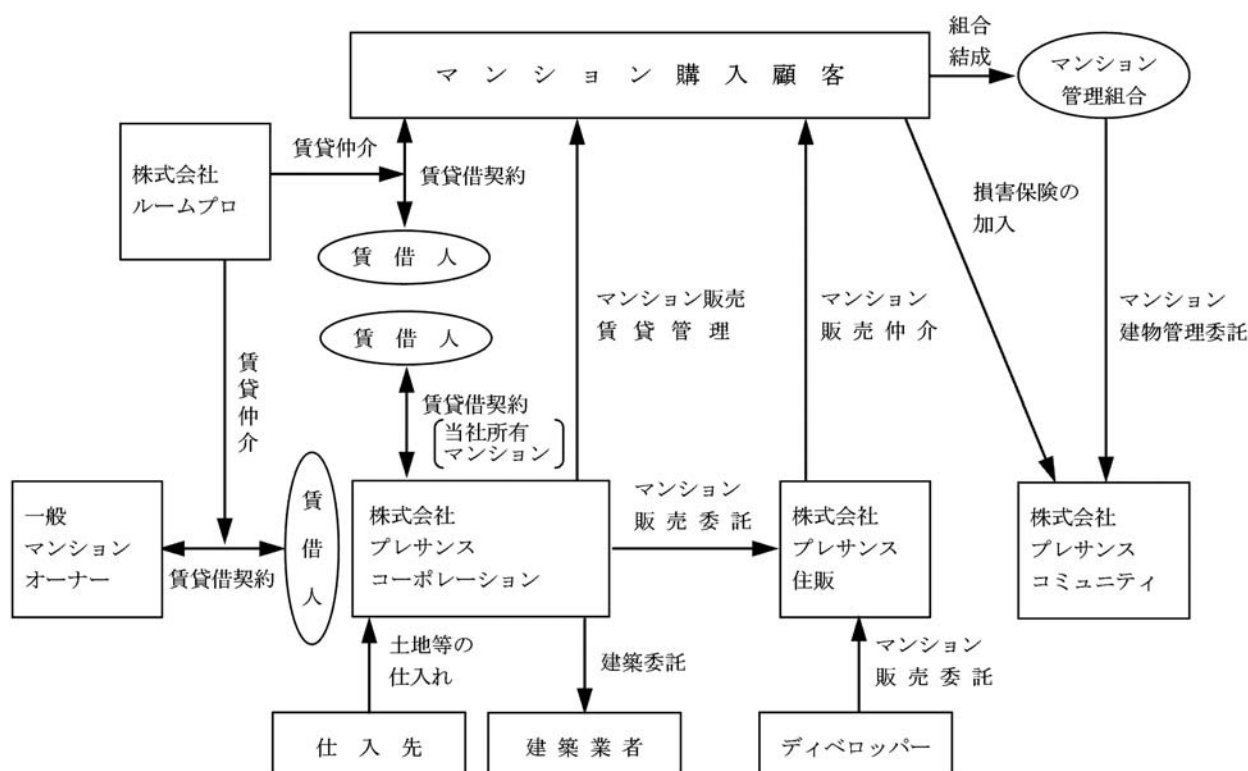 組合
結成
マンション購入顧客
マンション
管理組合
賃貸仲介
株式会社
ルームプロ
賃貸借契約
損害保険の
加入
賃借人
マンション販売
賃貸管理
マンション
販売仲介
マンション
建物管理委託
賃借人
賃貸仲介
賃貸借契約
当社所有
マンション
一般
マンション
オーナー
賃貸借契約
賃借人
株式会社
プレサンス
コーポレーション
マンション
販売委託
株式会社
プレサンス
住販
株式会社
プレサンス
コミュニティ
土地等の
仕入れ
建築委託
マンション
販売委託
仕入先
建築業者
ディベロッパー